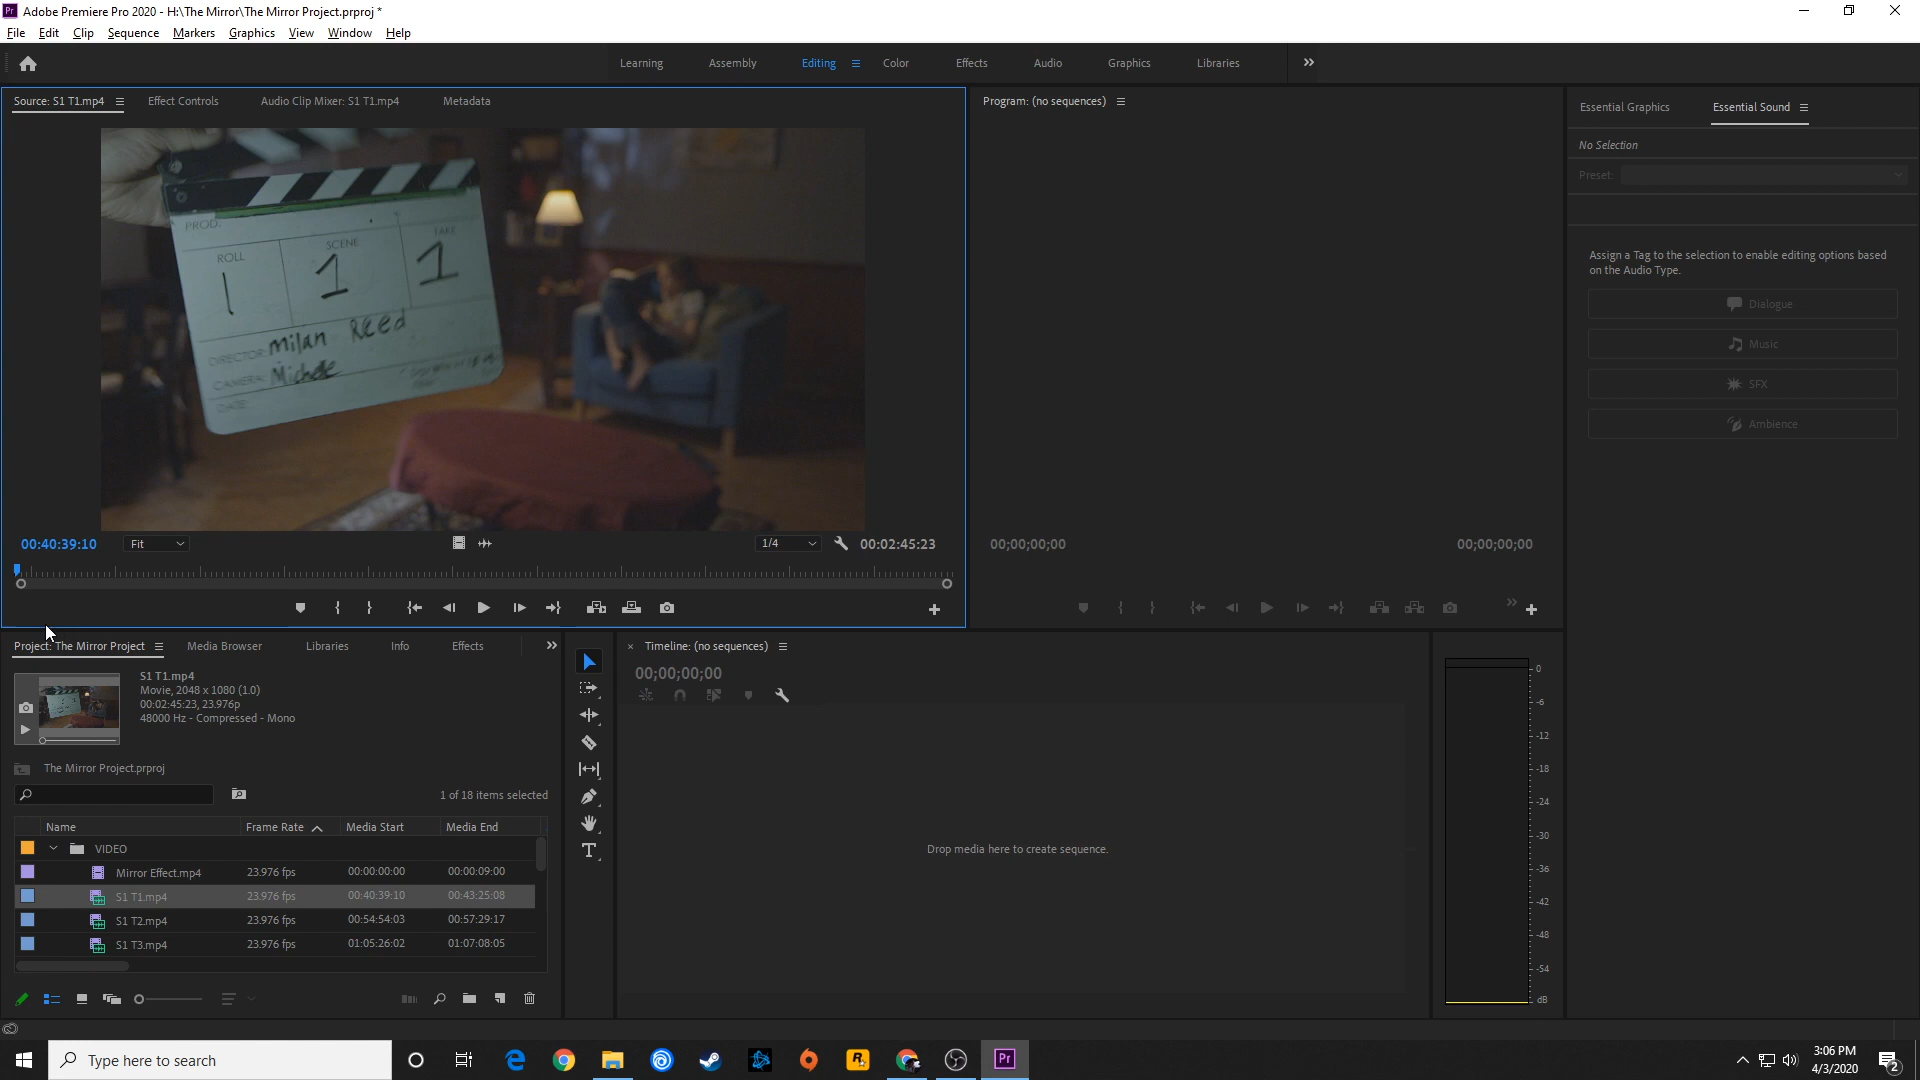 Adobe Premiere Pro 2020 - H:\The Mirror\The Mirror Project.prproj *
File Edit Clip Sequence Markers Graphics View Window Help
Learning Assembly Editing Color Effects Audio Graphics Libraries
Source: S1 T1.mp4 Effect Controls Audio Clip Mixer: S1 T1.mp4 Metadata
Program: (no sequences)
Essential Graphics Essential Sound
No Selection
Preset:
Assign a Tag to the selection to enable editing options based
on the Audio Type.
Dialogue
Music
SFX
Ambience
PROD.
ROLL SCENE TAKE
1 1 1
DIRECTOR: Milan Reed
CAMERA: Michelle
DATE:
00:40:39:10 Fit 1/4 00:02:45:23
00;00;00;00 00;00;00;00
Project: The Mirror Project Media Browser Libraries Info Effects
S1 T1.mp4
Movie, 2048 x 1080 (1.0)
00:02:45:23, 23.976p
48000 Hz - Compressed - Mono
The Mirror Project.prproj
1 of 18 items selected
Name Frame Rate Media Start Media End
VIDEO
Mirror Effect.mp4 23.976 fps 00:00:00:00 00:00:09:00
S1 T1.mp4 23.976 fps 00:40:39:10 00:43:25:08
S1 T2.mp4 23.976 fps 00:54:54:03 00:57:29:17
S1 T3.mp4 23.976 fps 01:05:26:02 01:07:08:05
Timeline: (no sequences)
00;00;00;00
Drop media here to create sequence.
0
-6
-12
-18
-24
-30
-36
-42
-48
-54
dB
Type here to search
Pr
3:06 PM
4/3/2020
2